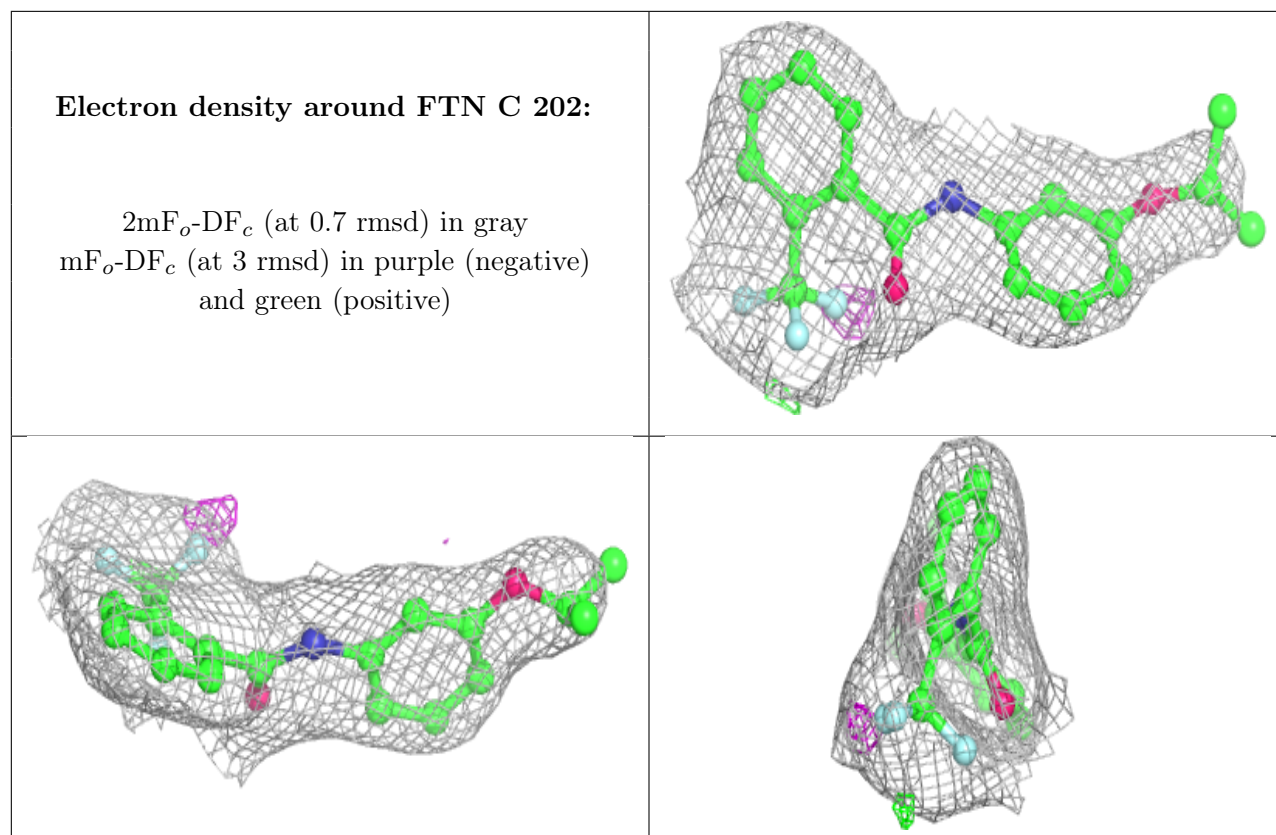 Electron density around FTN C 202:
2mFo-DFc (at 0.7 rmsd) in gray
mFo-DFc (at 3 rmsd) in purple (negative)
and green (positive)